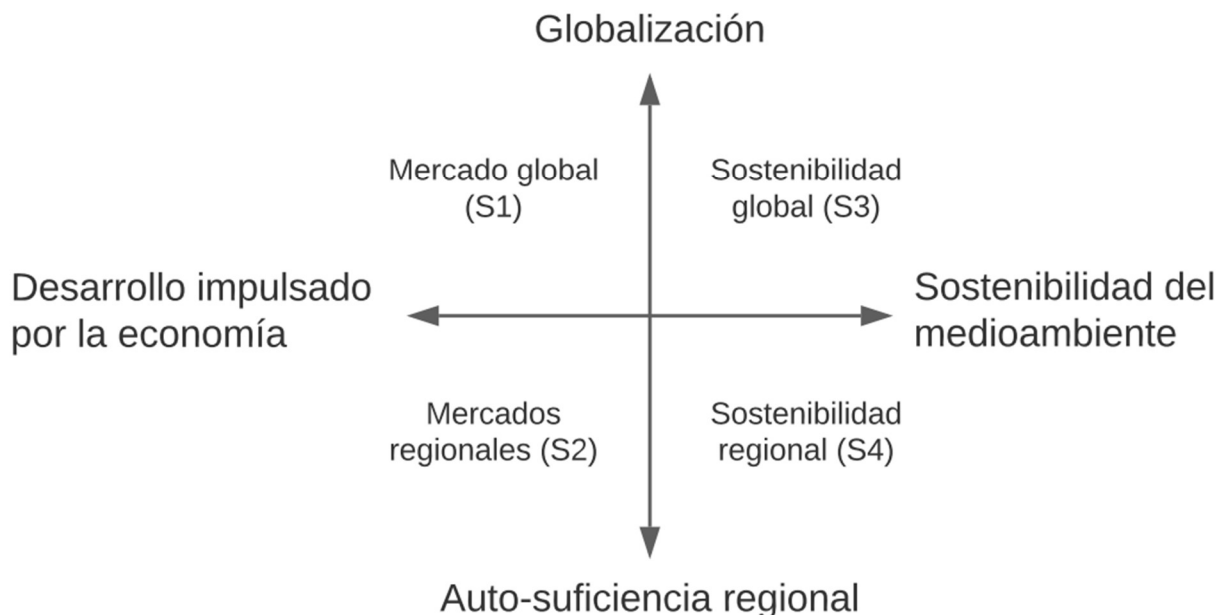 Globalización
Mercado global
(S1)
Sostenibilidad
global (S3)
Desarrollo impulsado
por la economía
Sostenibilidad del
medioambiente
Mercados
regionales (S2)
Sostenibilidad
regional (S4)
Auto-suficiencia regional